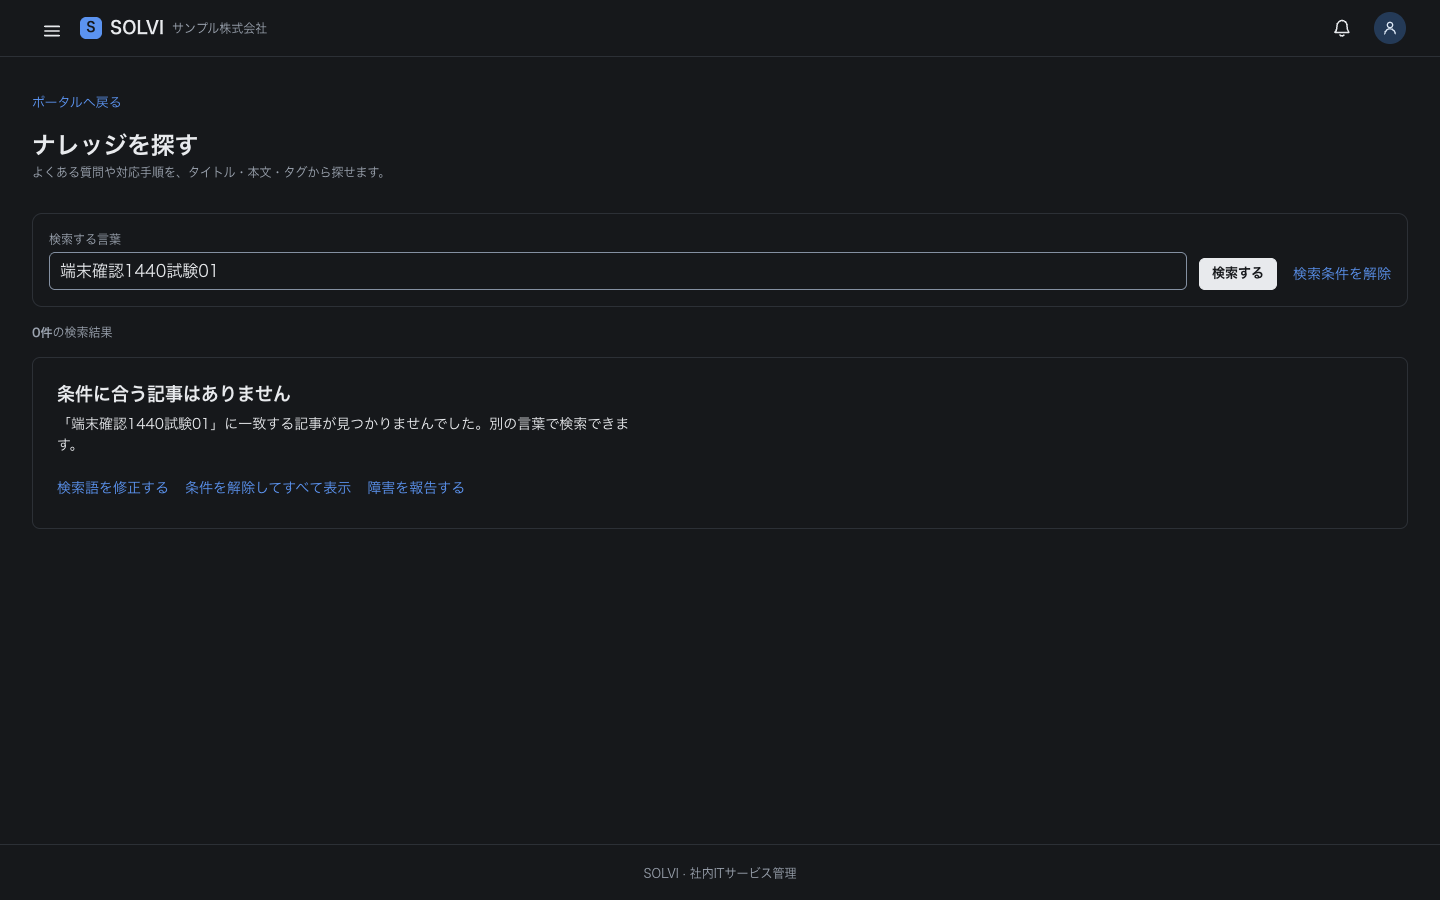 S SOLVI サンプル株式会社
ポータルへ戻る
ナレッジを探す
よくある質問や対応手順を、タイトル・本文・タグから探せます。
検索する言葉
端末確認1440試験01
検索する 検索条件を解除
0件の検索結果
条件に合う記事はありません
「端末確認1440試験01」に一致する記事が見つかりませんでした。別の言葉で検索できま
す。
検索語を修正する 条件を解除してすべて表示 障害を報告する
SOLVI · 社内ITサービス管理